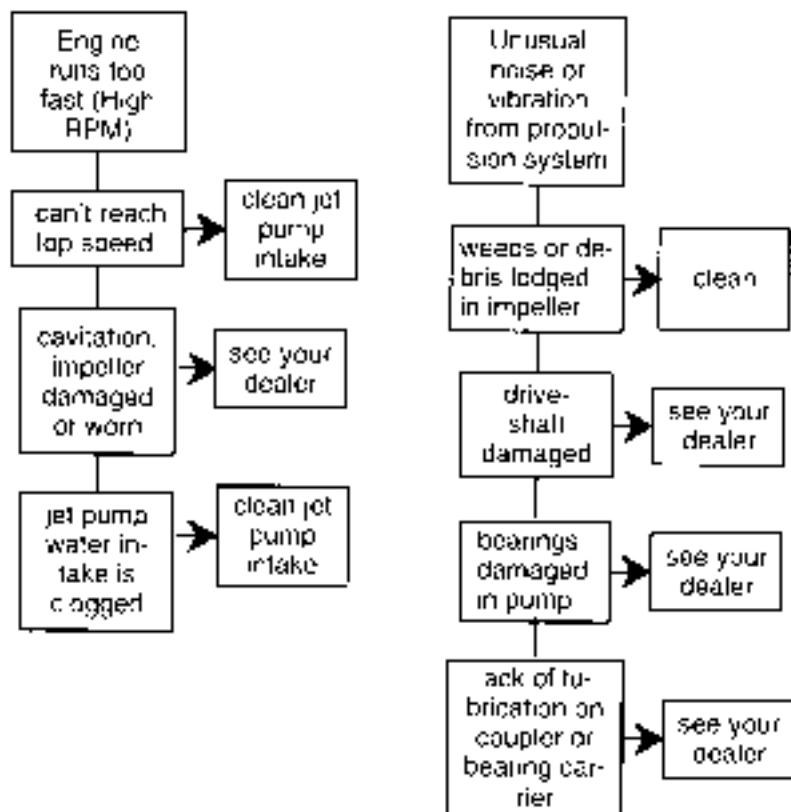 Engine
runs too
fast (High
RPM)
can't reach
top speed
clean jet
pump
intake
cavitation,
impeller
damaged
or worn
see your
dealer
jet pump
water in-
take is
clogged
clean jet
pump
intake
Unusual
noise or
vibration
from propul-
sion system
weeds or de-
bris lodged
in impeller
clean
drive-
shaft
damaged
see your
dealer
bearings
damaged
in pump
see your
dealer
lack of lu-
brication on
coupler or
bearing car-
rier
see your
dealer